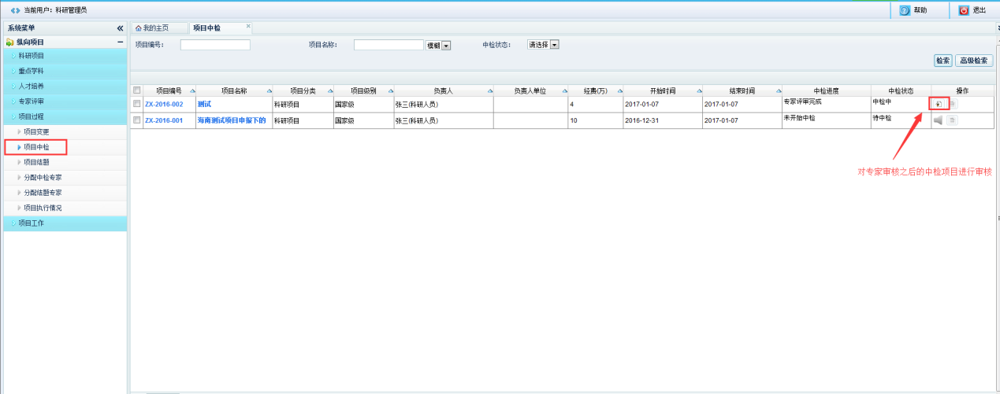 当前用户：科研管理员
帮助
退出
系统菜单
我的主页
项目中检
纵向项目
科研项目
重点学科
人才培养
专家评审
项目过程
项目变更
项目中检
项目结题
分配中检专家
分配结题专家
项目执行情况
项目工作
项目编号：
项目名称：
模糊
中检状态：
请选择
检索
高级检索
项目编号 项目名称 项目分类 项目级别 负责人 负责人单位 经费(万) 开始时间 结束时间 中检进度 中检状态 操作
ZX-2016-002 测试 科研项目 国家级 张三(科研人员) 4 2017-01-07 2017-01-07 专家评审完成 中检中
ZX-2016-001 海南测试项目申报下的 科研项目 国家级 张三(科研人员) 10 2016-12-31 2017-01-07 未开始中检 待中检
对专家审核之后的中检项目进行审核